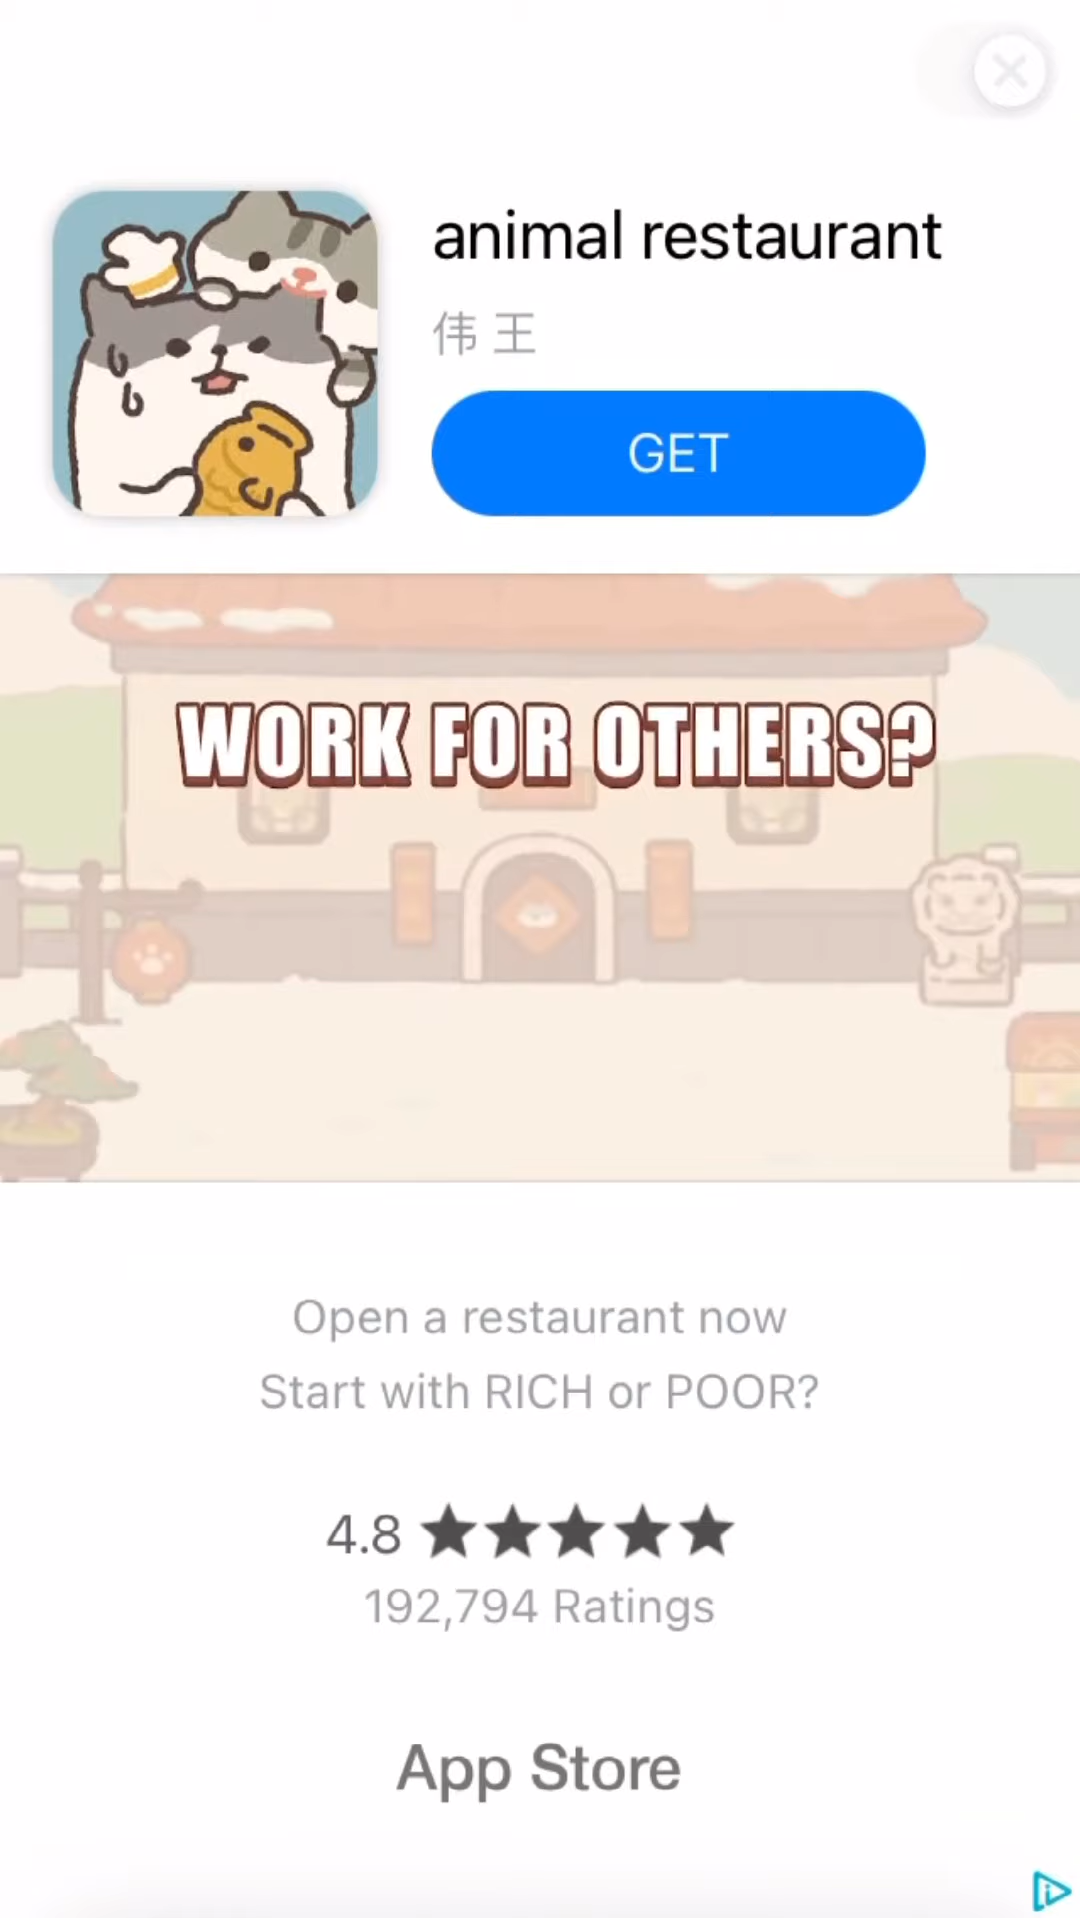 animal restaurant
伟 王
GET
WORK FOR OTHERS?
Open a restaurant now
Start with RICH or POOR?
4.8 ★★★★★
192,794 Ratings
App Store